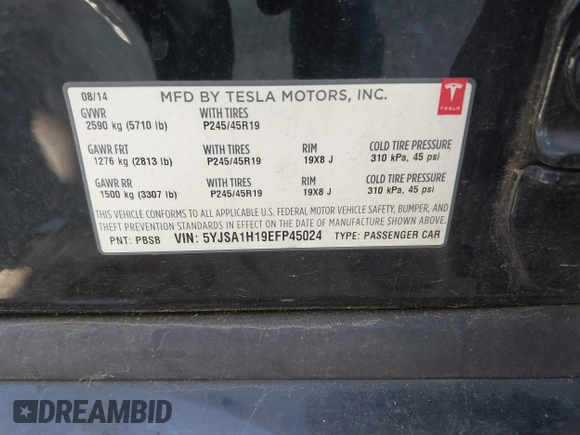 08/14 MFD BY TESLA MOTORS, INC.
TESLA
GVWR WITH TIRES
2590 kg (5710 lb) P245/45R19
GAWR FRT WITH TIRES RIM COLD TIRE PRESSURE
1276 kg (2813 lb) P245/45R19 19X8 J 310 kPa, 45 psi
GAWR RR WITH TIRES RIM COLD TIRE PRESSURE
1500 kg (3307 lb) P245/45R19 19X8 J 310 kPa, 45 psi
THIS VEHICLE CONFORMS TO ALL APPLICABLE U.S. FEDERAL MOTOR VEHICLE SAFETY, BUMPER, AND
THEFT PREVENTION STANDARDS IN EFFECT ON THE DATE OF MANUFACTURE SHOWN ABOVE.
PNT: PBSB VIN: 5YJSA1H19EFP45024 TYPE: PASSENGER CAR
DREAMBID